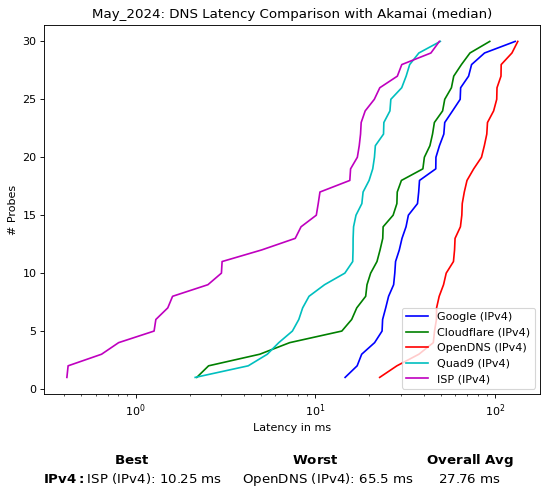 May_2024: DNS Latency Comparison with Akamai (median)
30
25
20
15
10
5
0
# Probes
Google (IPv4)
Cloudflare (IPv4)
OpenDNS (IPv4)
Quad9 (IPv4)
ISP (IPv4)
10⁰ 10¹ 10²
Latency in ms
Best Worst Overall Avg
IPv4: ISP (IPv4): 10.25 ms OpenDNS (IPv4): 65.5 ms 27.76 ms